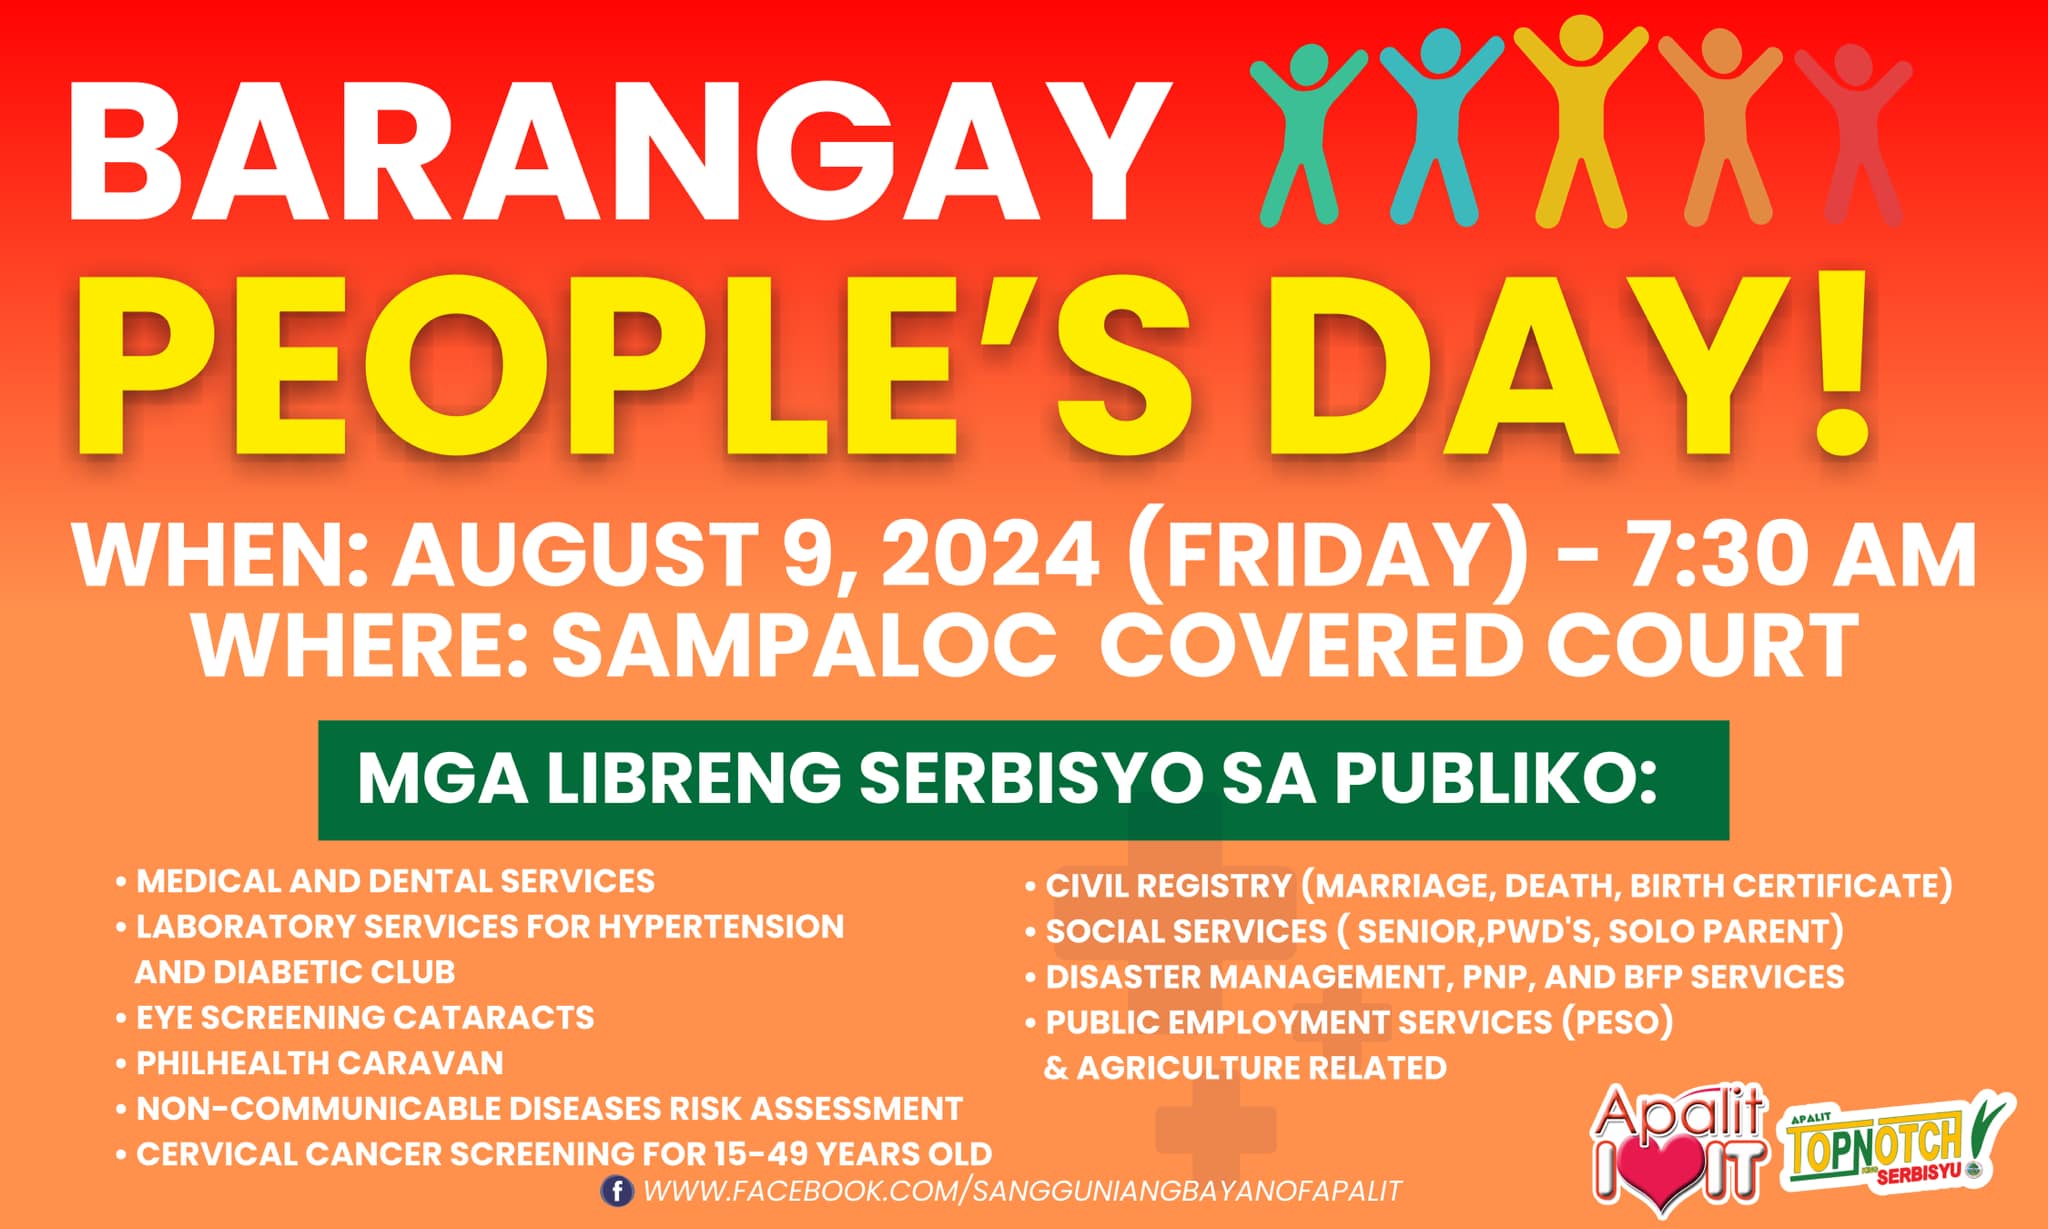 BARANGAY
PEOPLE'S DAY!
WHEN: AUGUST 9, 2024 (FRIDAY) - 7:30 AM
WHERE: SAMPALOC COVERED COURT
MGA LIBRENG SERBISYO SA PUBLIKO:
• MEDICAL AND DENTAL SERVICES
• LABORATORY SERVICES FOR HYPERTENSION
AND DIABETIC CLUB
• EYE SCREENING CATARACTS
• PHILHEALTH CARAVAN
• NON-COMMUNICABLE DISEASES RISK ASSESSMENT
• CERVICAL CANCER SCREENING FOR 15-49 YEARS OLD
• CIVIL REGISTRY (MARRIAGE, DEATH, BIRTH CERTIFICATE)
• SOCIAL SERVICES ( SENIOR,PWD'S, SOLO PARENT)
• DISASTER MANAGEMENT, PNP, AND BFP SERVICES
• PUBLIC EMPLOYMENT SERVICES (PESO)
& AGRICULTURE RELATED
WWW.FACEBOOK.COM/SANGGUNIANGBAYANOFAPALIT
Apalit
I IT
APALIT
TOPNOTCH
SERBISYU